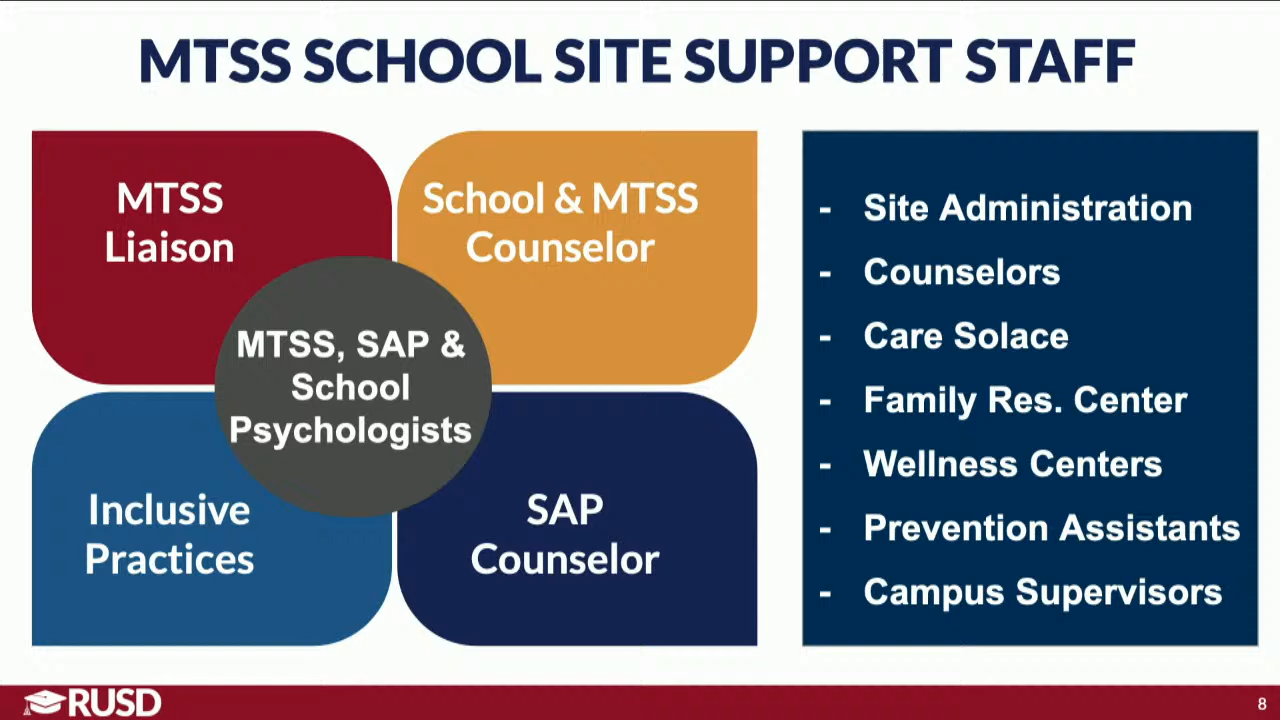 MTSS SCHOOL SITE SUPPORT STAFF
MTSS
Liaison
School & MTSS
Counselor
MTSS, SAP &
School
Psychologists
Inclusive
Practices
SAP
Counselor
- Site Administration
- Counselors
- Care Solace
- Family Res. Center
- Wellness Centers
- Prevention Assistants
- Campus Supervisors
RUSD
8